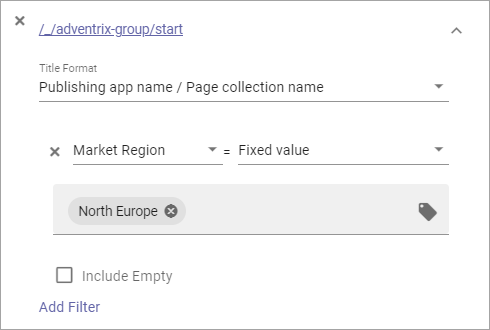 /_/adventrix-group/start
Title Format
Publishing app name / Page collection name
Market Region = Fixed value
North Europe
Include Empty
Add Filter